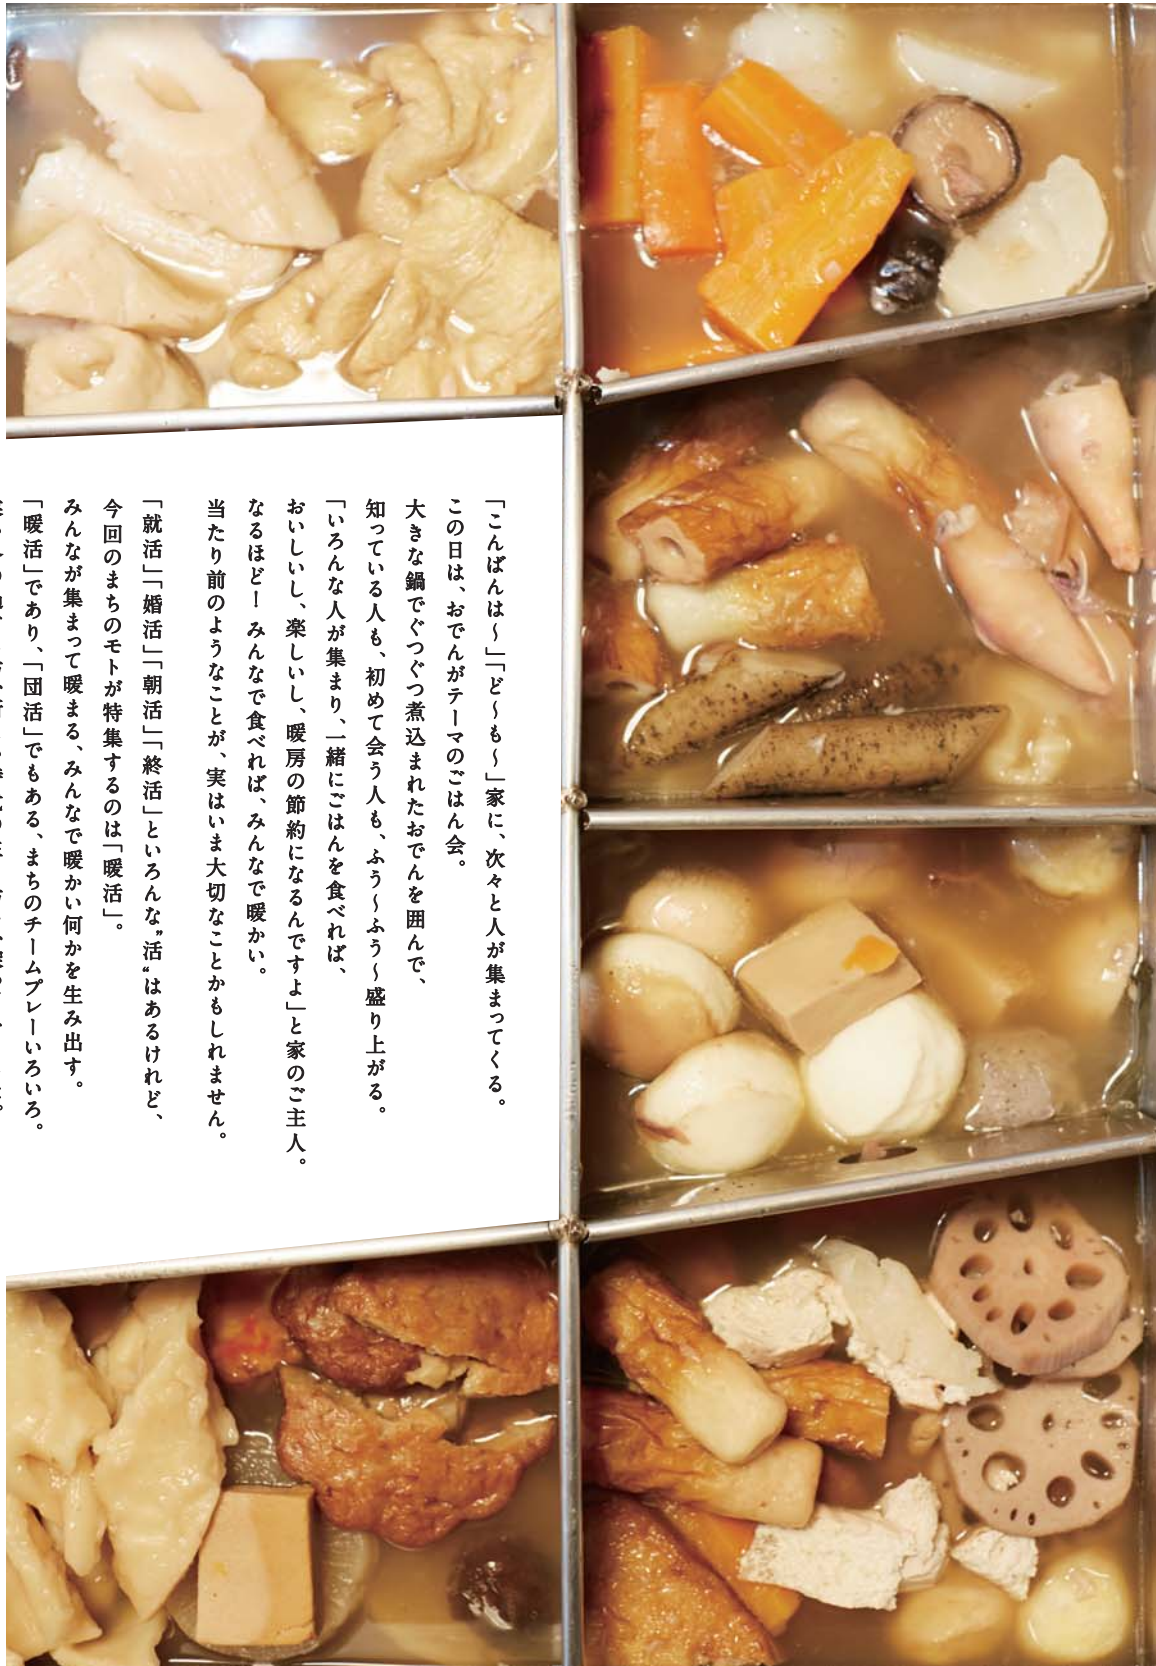 「こんばんは～」「ど～も～」家に、次々と人が集まってくる。
この日は、おでんがテーマのごはん会。
大きな鍋でぐつぐつ煮込まれたおでんを囲んで、
知っている人も、初めて会う人も、ふう～ふう～盛り上がる。
「いろんな人が集まり、一緒にごはんを食べれば、
おいしいし、楽しいし、暖房の節約になるんですよ」と家のご主人。
なるほど！ みんなで食べれば、みんなで暖かい。
当たり前のようなことが、実はいま大切なことかもしれません。
「就活」「婚活」「朝活」「終活」といろんな”活“はあるけれど、
今回のまちのモトが特集するのは「暖活」。
みんなが集まって暖まる、みんなで暖かい何かを生み出す。
「暖活」であり、「団活」でもある、まちのチームプレーいろいろ。